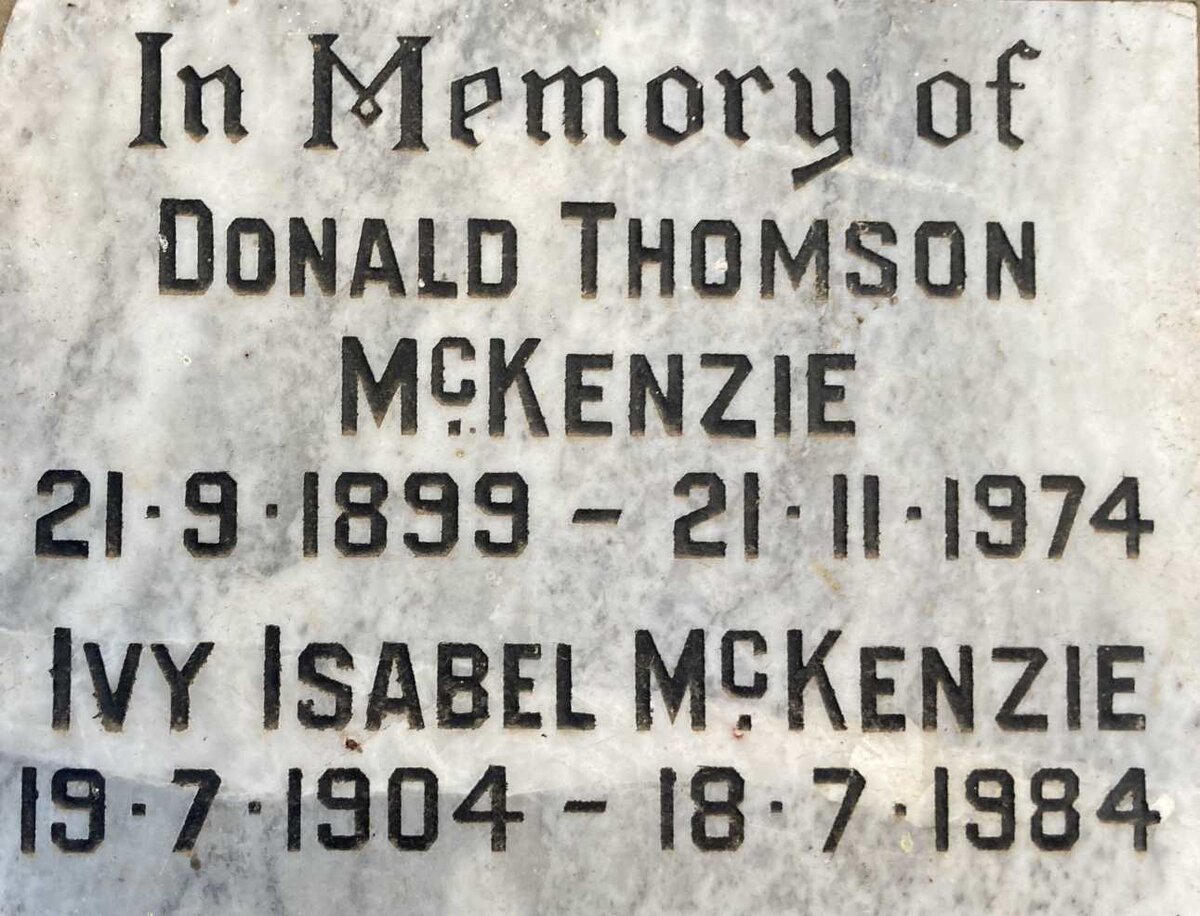 In Memory of
DONALD THOMSON
McKENZIE
21·9·1899 – 21·11·1974
IVY ISABEL McKENZIE
19·7·1904 – 18·7·1984